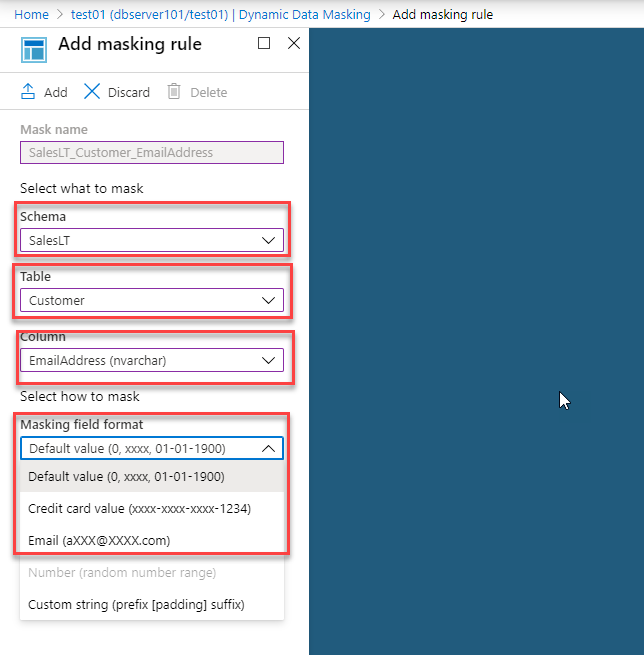 Home > test01 (dbserver101/test01) | Dynamic Data Masking > Add masking rule
Add masking rule
Add Discard Delete
Mask name
SalesLT_Customer_EmailAddress
Select what to mask
Schema
SalesLT
Table
Customer
Column
EmailAddress (nvarchar)
Select how to mask
Masking field format
Default value (0, xxxx, 01-01-1900)
Default value (0, xxxx, 01-01-1900)
Credit card value (xxxx-xxxx-xxxx-1234)
Email (aXXX@XXXX.com)
Number (random number range)
Custom string (prefix [padding] suffix)